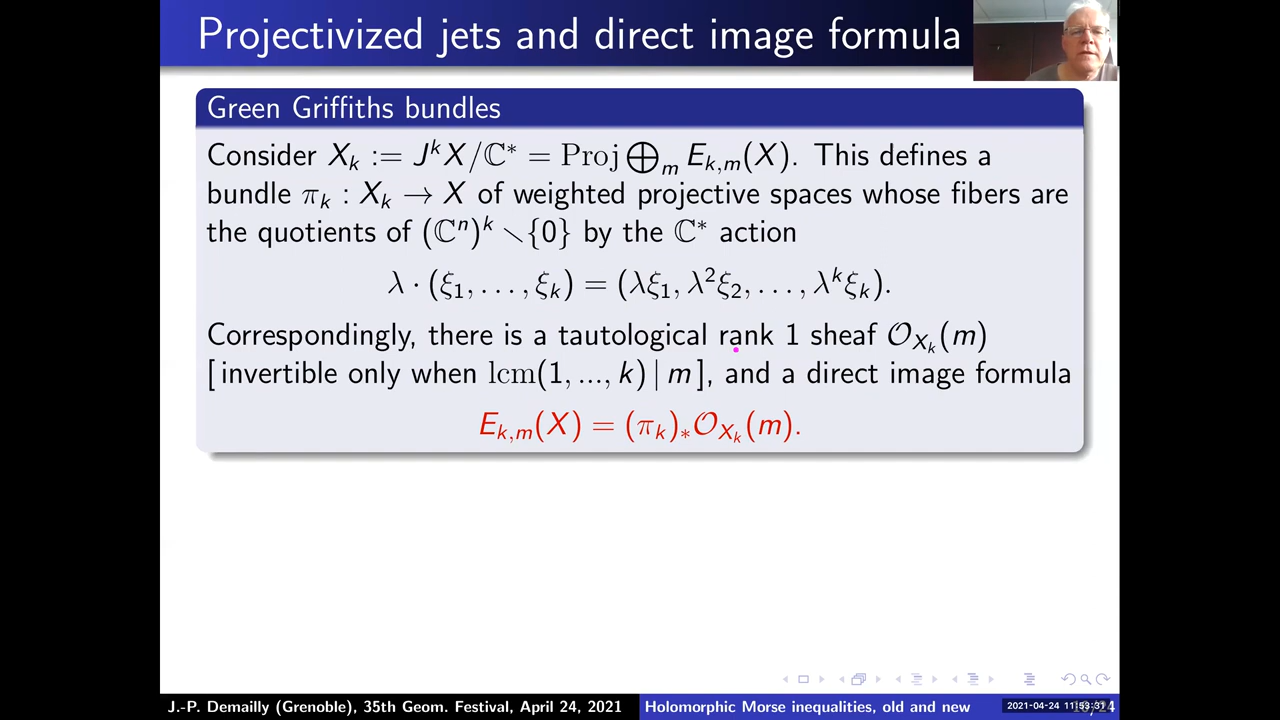 Projectivized jets and direct image formula
Green Griffiths bundles
Consider X_k := J^k X/ℂ* = Proj ⊕_m E_{k,m}(X). This defines a
bundle π_k : X_k → X of weighted projective spaces whose fibers are
the quotients of (ℂ^n)^k ∖ {0} by the ℂ* action
λ · (ξ_1, . . . , ξ_k) = (λξ_1, λ^2 ξ_2, . . . , λ^k ξ_k).
Correspondingly, there is a tautological rank 1 sheaf 𝒪_{X_k}(m)
[ invertible only when lcm(1, ..., k) | m ], and a direct image formula
E_{k,m}(X) = (π_k)_* 𝒪_{X_k}(m).
J.-P. Demailly (Grenoble), 35th Geom. Festival, April 24, 2021
Holomorphic Morse inequalities, old and new
2021-04-24 11:53:31